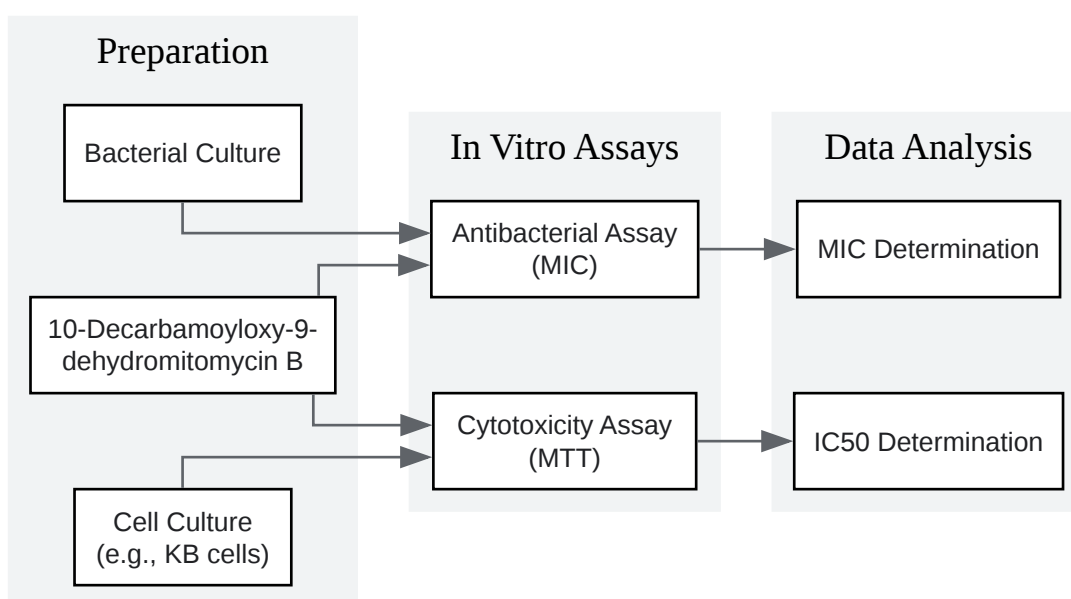 Preparation
Bacterial Culture
10-Decarbamoyloxy-9-
dehydromitomycin B
Cell Culture
(e.g., KB cells)
In Vitro Assays
Antibacterial Assay
(MIC)
Cytotoxicity Assay
(MTT)
Data Analysis
MIC Determination
IC50 Determination